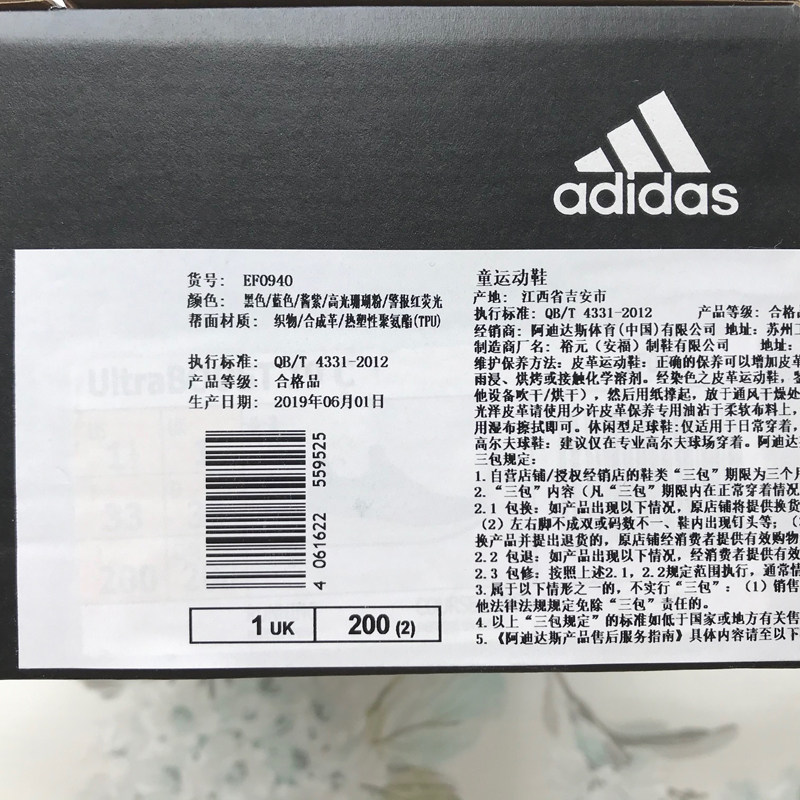 adidas
货号: EF0940
颜色: 黑色/蓝色/酱紫/高光珊瑚粉/警报红荧光
帮面材质: 织物/合成革/热塑性聚氨酯(TPU)
执行标准: QB/T 4331-2012
产品等级: 合格品
生产日期: 2019年06月01日
4 061622 559525
1 UK 200 (2)
童运动鞋
产地: 江西省吉安市
执行标准: QB/T 4331-2012 产品等级: 合格
经销商: 阿迪达斯体育(中国)有限公司 地址: 苏州
制造商厂名: 裕元(安福)制鞋有限公司 地址:
维护保养方法: 皮革运动鞋: 正确的保养可以增加皮革
雨浸、烘烤或接触化学溶剂。经染色之皮革运动鞋,
他设备吹干/烘干), 然后用纸撑起, 放于通风干燥处
光洋皮革请使用少许皮革保养专用油沾于柔软布料上,
用湿布擦拭即可。休闲型足球鞋:仅适用于日常穿着,
高尔夫球鞋: 建议仅在专业高尔夫球场穿着。阿迪达
三包规定:
1. 自营店铺/授权经销店的鞋类“三包”期限为三个月
2. “三包”内容(凡“三包”期限内在正常穿着情况
2.1 包换: 如产品出现以下情况, 原店铺将提供换货
(2) 左右脚不成双或码数不一、鞋内出现钉头等; (
换产品并提出退货的, 原店铺经消费者提供有效购物
2.2 包退: 如产品出现以下情况, 经消费者提供有效
2.3 包修: 按照上述2.1, 2.2规定范围执行, 通常情
3. 属于以下情形之一的, 不实行“三包”: (1) 销售
他法律法规规定免除“三包”责任的。
4. 以上“三包规定”的标准如低于国家或地方有关售
5. 《阿迪达斯产品售后服务指南》具体内容请至以下